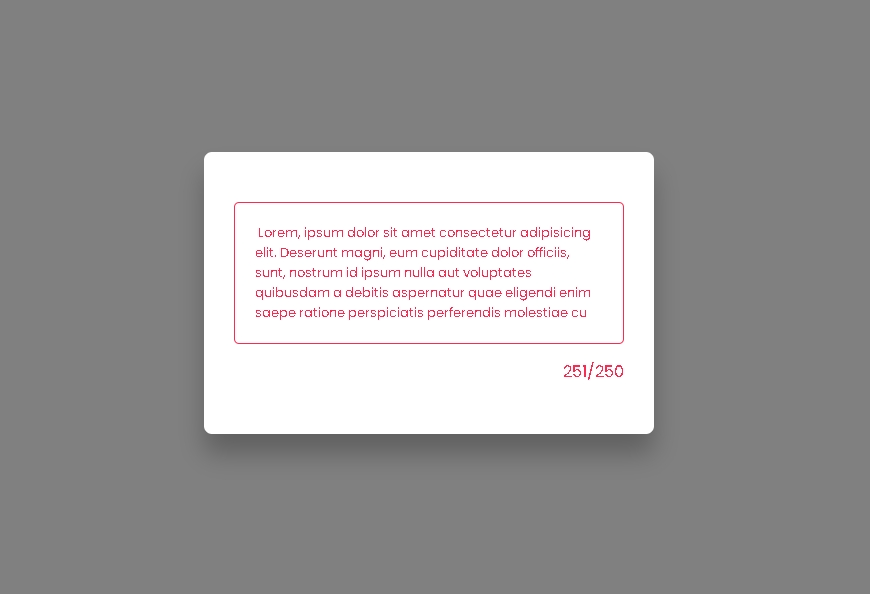 Lorem, ipsum dolor sit amet consectetur adipisicing
elit. Deserunt magni, eum cupiditate dolor officiis,
sunt, nostrum id ipsum nulla aut voluptates
quibusdam a debitis aspernatur quae eligendi enim
saepe ratione perspiciatis perferendis molestiae cu
251/250